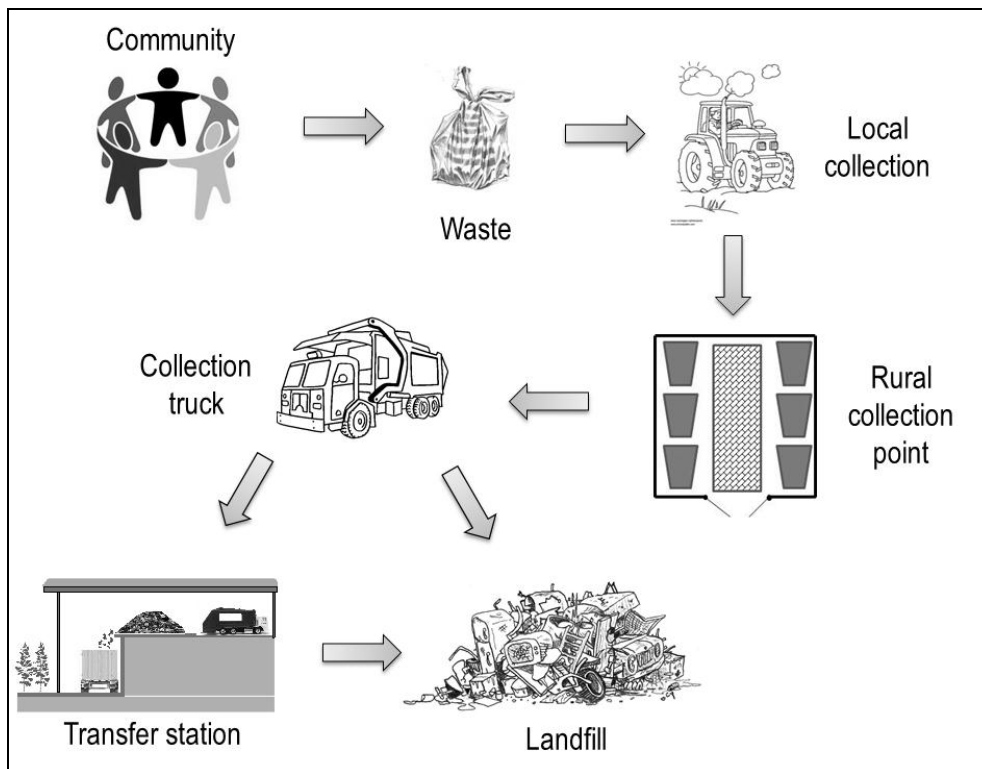 Community
Waste
Local
collection
Collection
truck
Rural
collection
point
Transfer station
Landfill